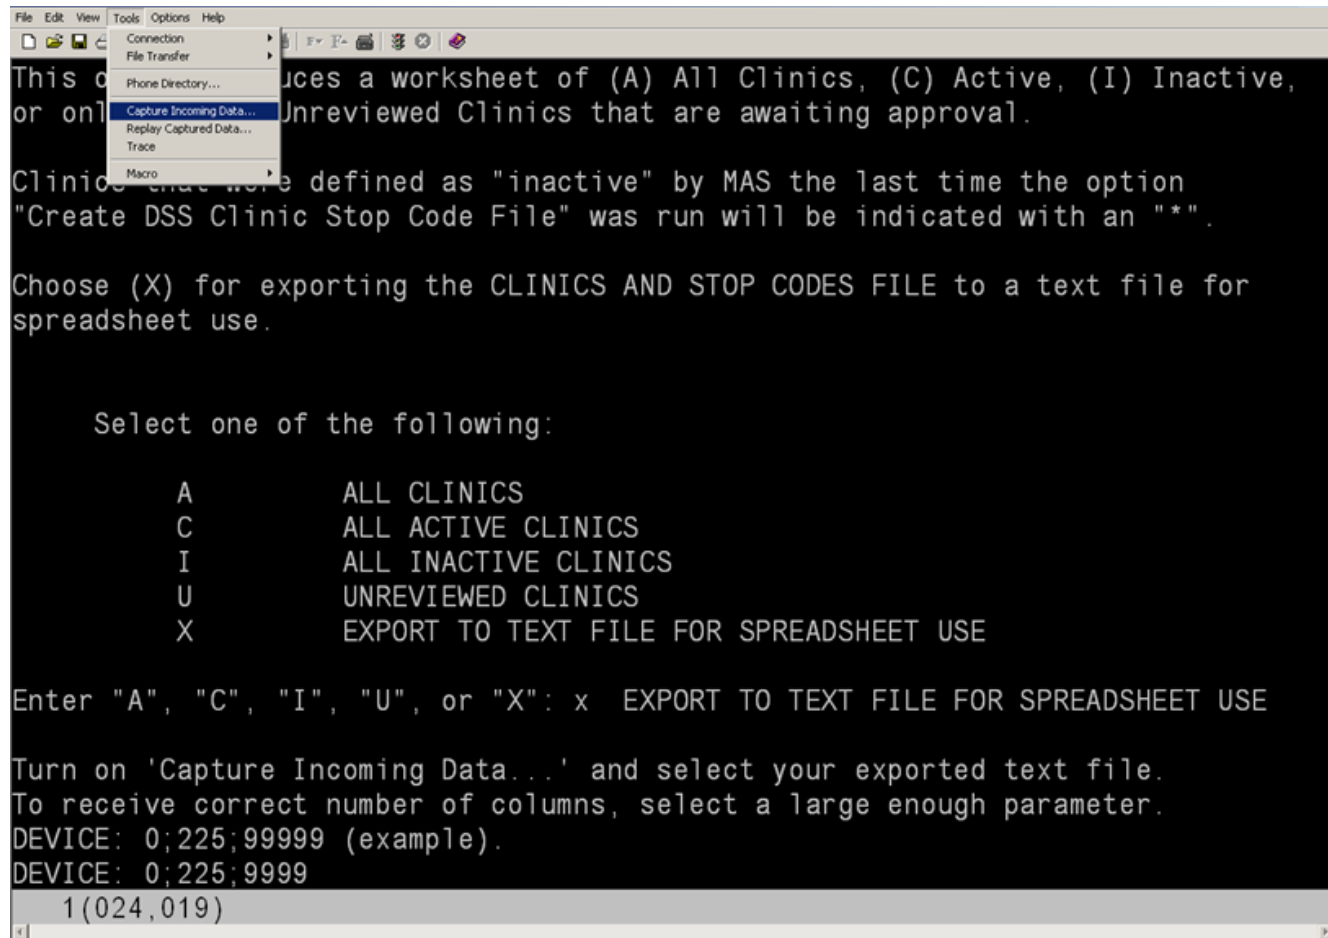 File Edit View Tools Options Help
Connection
File Transfer
Phone Directory...
Capture Incoming Data...
Replay Captured Data...
Trace
Macro
This o uces a worksheet of (A) All Clinics, (C) Active, (I) Inactive,
or onl Unreviewed Clinics that are awaiting approval.
Clinics that were defined as "inactive" by MAS the last time the option
"Create DSS Clinic Stop Code File" was run will be indicated with an "*".
Choose (X) for exporting the CLINICS AND STOP CODES FILE to a text file for
spreadsheet use.
Select one of the following:
A ALL CLINICS
C ALL ACTIVE CLINICS
I ALL INACTIVE CLINICS
U UNREVIEWED CLINICS
X EXPORT TO TEXT FILE FOR SPREADSHEET USE
Enter "A", "C", "I", "U", or "X": x EXPORT TO TEXT FILE FOR SPREADSHEET USE
Turn on 'Capture Incoming Data...' and select your exported text file.
To receive correct number of columns, select a large enough parameter.
DEVICE: 0;225;99999 (example).
DEVICE: 0;225;9999
1(024,019)